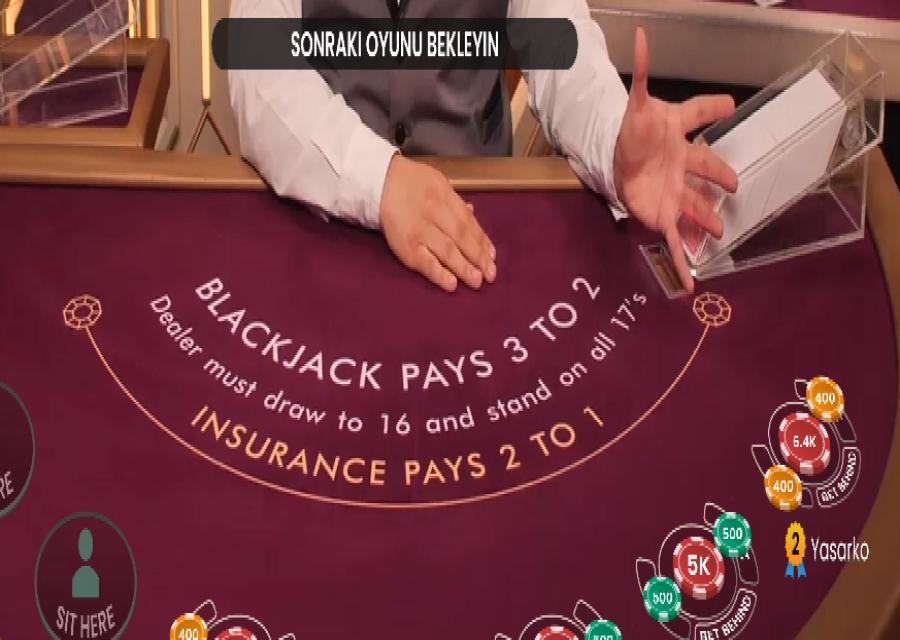 SONRAKI OYUNU BEKLEYIN
BLACKJACK PAYS 3 TO 2
Dealer must draw to 16 and stand on all 17's
INSURANCE PAYS 2 TO 1
400
6.4K
400
BET BEHIND
500
2 Yasarko
5K
500
BET BEHIND
SIT HERE
400